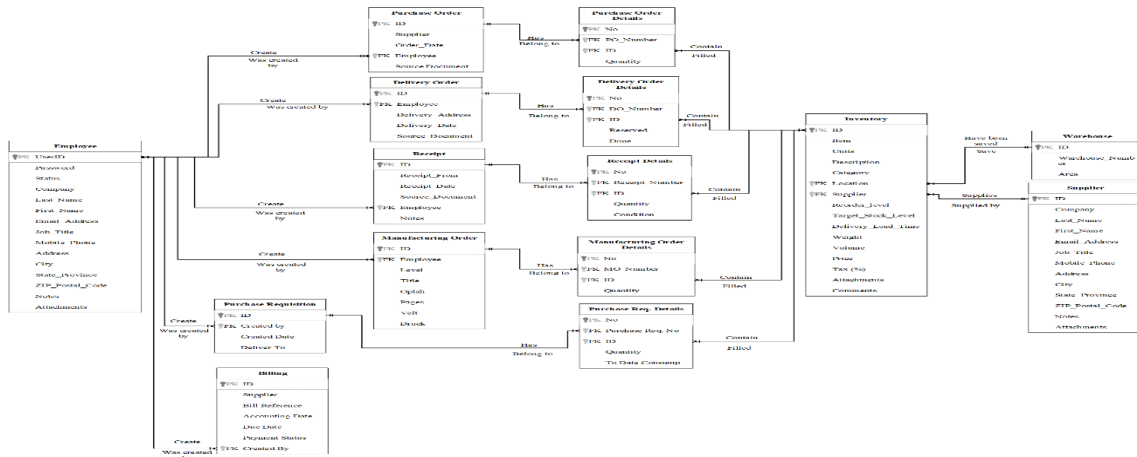 Purchase Order
PK ID
Supplier
Order_Date
FK Employee
Source Document
Purchase Order Details
PK No
FK PO_Number
FK ID
Quantity
Has
Belong to
Create
Was created by
Contain
Filled
Delivery Order
PK ID
FK Employee
Delivery_Address
Delivery_Date
Source_Document
Delivery Order Details
PK No
FK DO_Number
FK ID
Reserved
Done
Has
Belong to
Create
Was created by
Contain
Filled
Employee
PK UserID
Password
Status
Company
Last_Name
First_Name
Email_Address
Job_Title
Mobile_Phone
Address
City
State_Province
ZIP_Postal_Code
Notes
Attachments
Receipt
PK ID
Receipt_From
Receipt_Date
Source_Document
FK Employee
Notes
Receipt Details
PK No
FK Receipt_Number
FK ID
Quantity
Condition
Has
Belong to
Create
Was created by
Contain
Filled
Inventory
PK ID
Item
Units
Description
Category
FK Location
FK Supplier
Reorder_level
Target_Stock_Level
Delivery_Lead_Time
Weight
Volume
Price
Tax (%)
Attachments
Comments
Have been saved
Save
Warehouse
PK ID
Warehouse_Number
Area
Supplies
Supplied by
Supplier
PK ID
Company
Last_Name
First_Name
Email_Address
Job_Title
Mobile_Phone
Address
City
State_Province
ZIP_Postal_Code
Notes
Attachments
Manufacturing Order
PK ID
FK Employee
Level
Title
Oplah
Pages
Velt
Druck
Manufacturing Order Details
PK No
FK MO_Number
FK ID
Quantity
Has
Belong to
Create
Was created by
Contain
Filled
Purchase Requisition
PK ID
FK Created by
Created Date
Deliver To
Purchase Req. Details
PK No
FK Purchase Req. No
FK ID
Quantity
To Date Consump
Has
Belong to
Create
Was created by
Contain
Filled
Billing
PK ID
Supplier
Bill Reference
Accounting Date
Due Date
Payment Status
FK Created By
Create
Was created